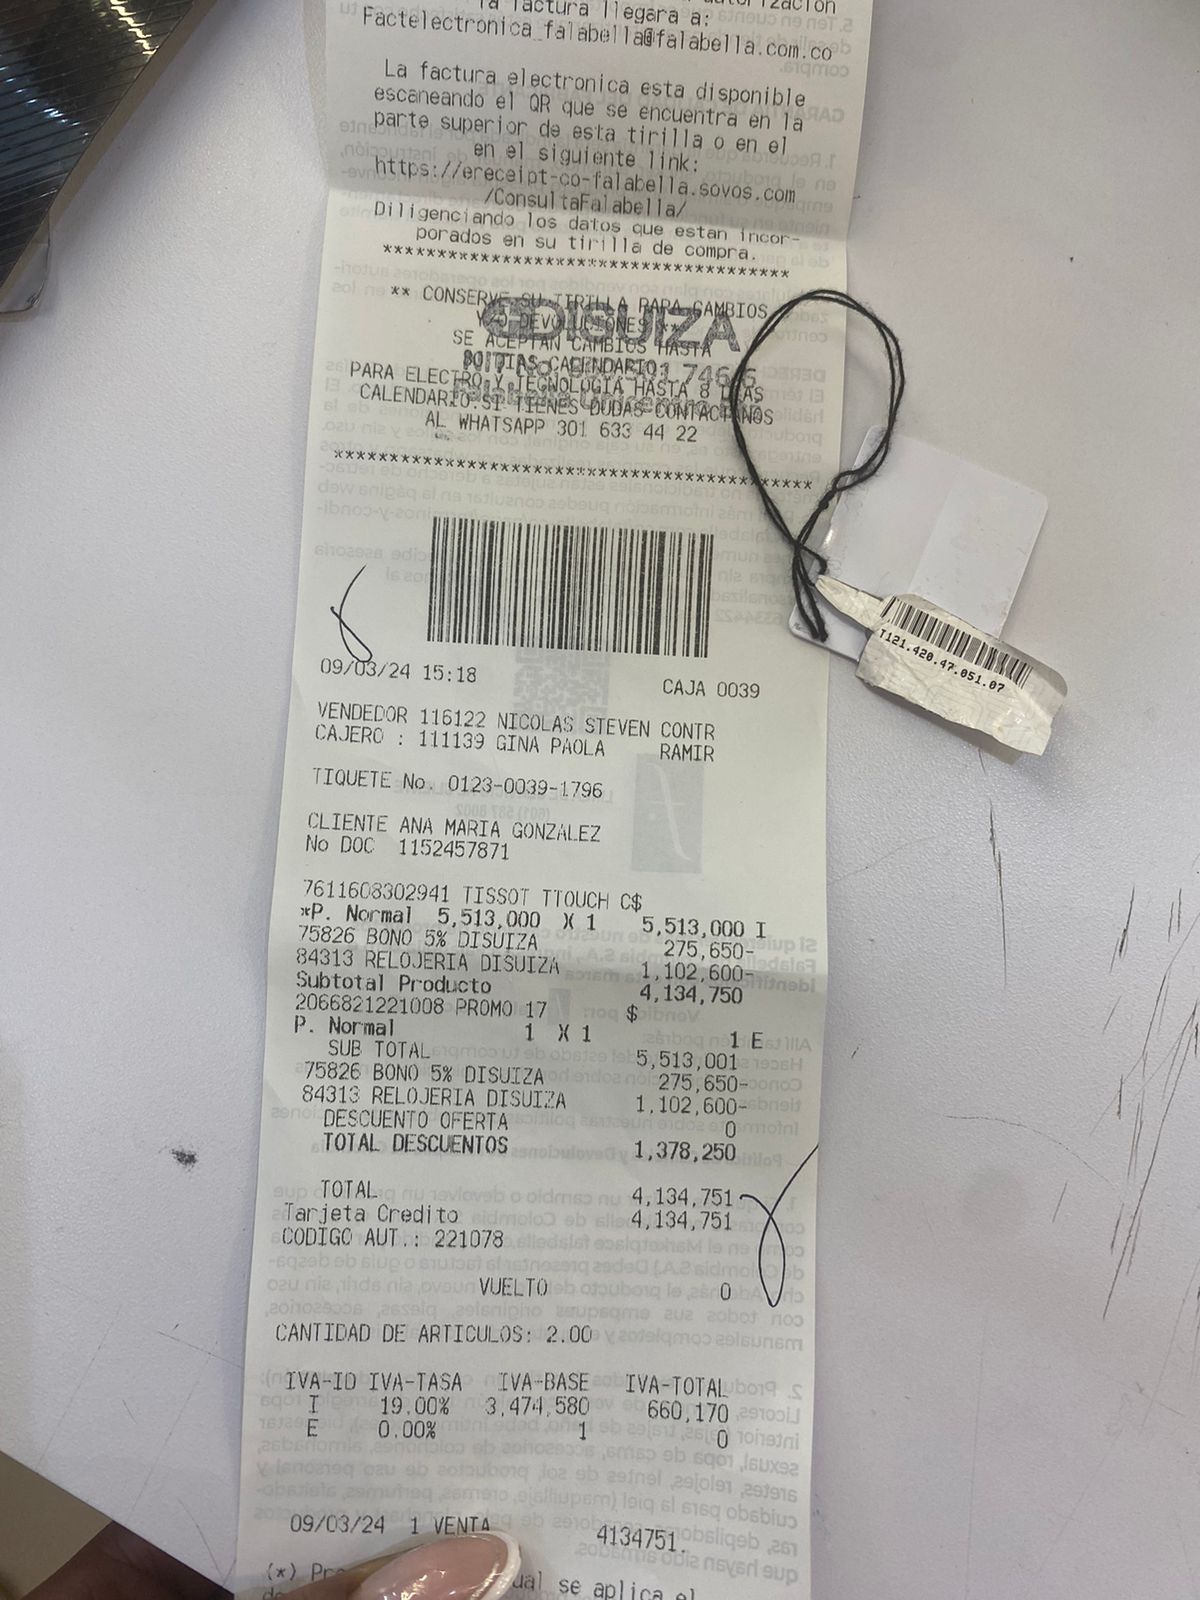 la factura llegara a:
Factelectronica_falabella@falabella.com.co
La factura electronica esta disponible
escaneando el QR que se encuentra en la
parte superior de esta tirilla o en el
en el siguiente link:
https://ereceipt-co-falabella.sovos.com
/ConsultaFalabella/
Diligenciando los datos que estan incor-
porados en su tirilla de compra.
*************************************
** CONSERVE SU TIRILLA PARA CAMBIOS
Y/O DEVOLUCIONES **
DISUIZA
SE ACEPTAN CAMBIOS HASTA
DIAS CALENDARIO
NIT No.
PARA ELECTRO Y TECNOLOGIA HASTA 8 DIAS
Falabella Unicentro
CALENDARIO.SI TIENES DUDAS CONTACTANOS
AL WHATSAPP 301 633 44 22
*******************************************
T121.420.47.051.07
09/03/24 15:18 CAJA 0039
VENDEDOR 116122 NICOLAS STEVEN CONTR
CAJERO : 111139 GINA PAOLA RAMIR
TIQUETE No. 0123-0039-1796
CLIENTE ANA MARIA GONZALEZ
No DOC 1152457871
7611608302941 TISSOT TTOUCH C$
*P. Normal 5,513,000 X 1 5,513,000 I
75826 BONO 5% DISUIZA 275,650-
84313 RELOJERIA DISUIZA 1,102,600-
Subtotal Producto 4,134,750
2066821221008 PROMO 17 $
P. Normal 1 X 1 1 E
SUB TOTAL 5,513,001
75826 BONO 5% DISUIZA 275,650-
84313 RELOJERIA DISUIZA 1,102,600-
DESCUENTO OFERTA 0
TOTAL DESCUENTOS 1,378,250
TOTAL 4,134,751
Tarjeta Credito 4,134,751
CODIGO AUT.: 221078
VUELTO 0
CANTIDAD DE ARTICULOS: 2.00
IVA-ID IVA-TASA IVA-BASE IVA-TOTAL
I 19.00% 3,474,580 660,170
E 0.00% 1 0
09/03/24 1 VENTA 4134751.
se aplica el